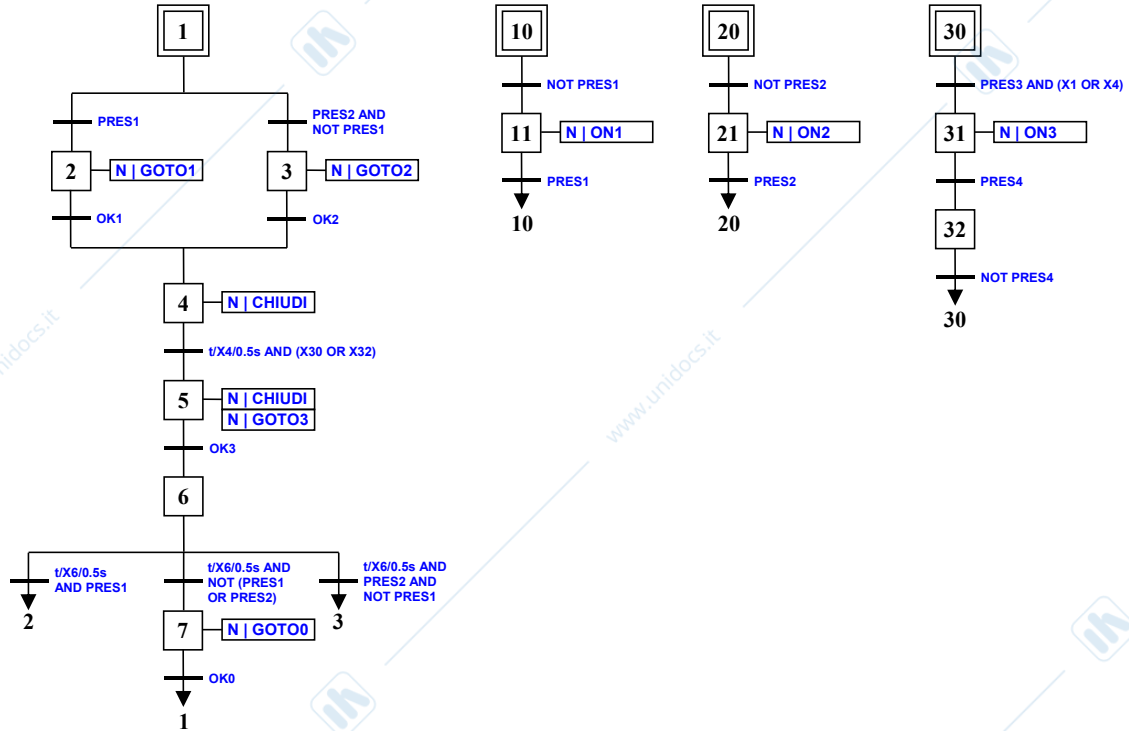 1
PRES1
PRES2 AND
NOT PRES1
2
N | GOTO1
3
N | GOTO2
OK1
OK2
4
N | CHIUDI
t/X4/0.5s AND (X30 OR X32)
5
N | CHIUDI
N | GOTO3
OK3
6
t/X6/0.5s
AND PRES1
2
t/X6/0.5s AND
NOT (PRES1
OR PRES2)
t/X6/0.5s AND
PRES2 AND
NOT PRES1
3
7
N | GOTO0
OK0
1
10
NOT PRES1
11
N | ON1
PRES1
10
20
NOT PRES2
21
N | ON2
PRES2
20
30
PRES3 AND (X1 OR X4)
31
N | ON3
PRES4
32
NOT PRES4
30
www.unidocs.it
nidocs.it